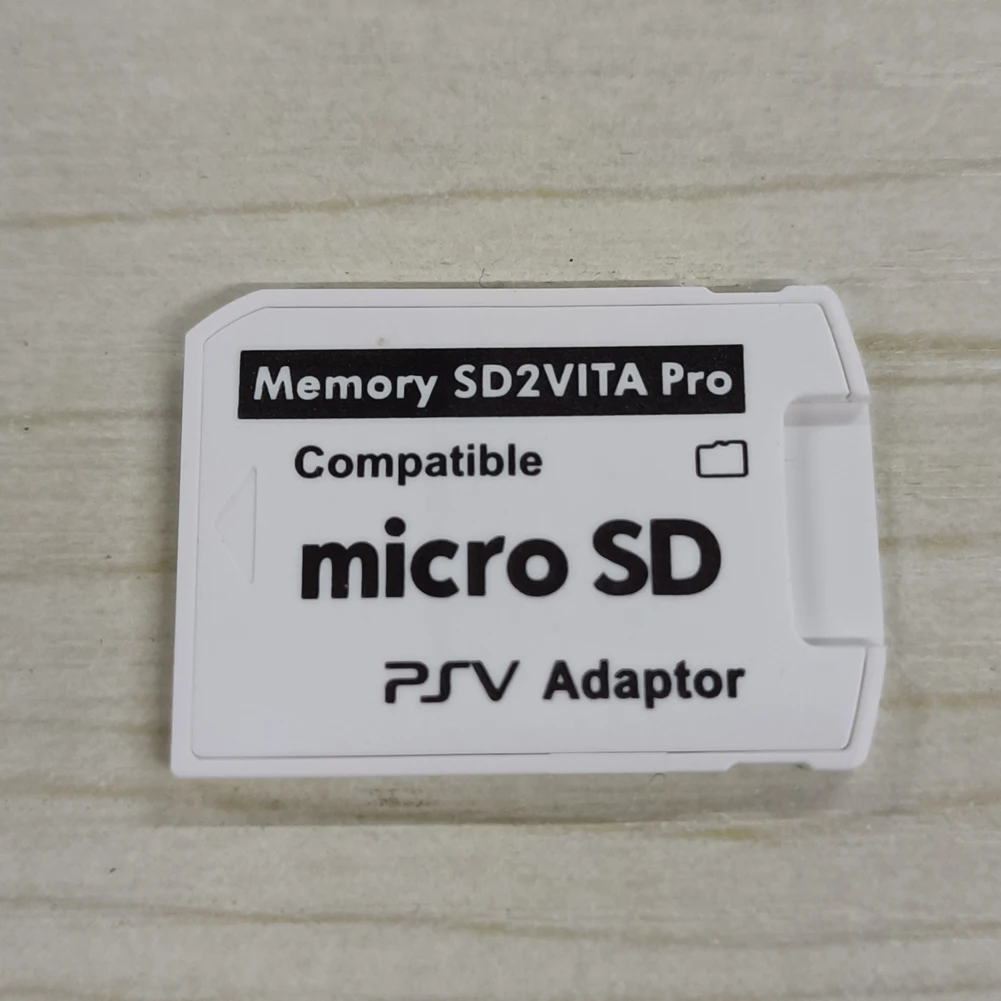 Memory SD2VITA Pro
Compatible
micro SD
PSV Adaptor